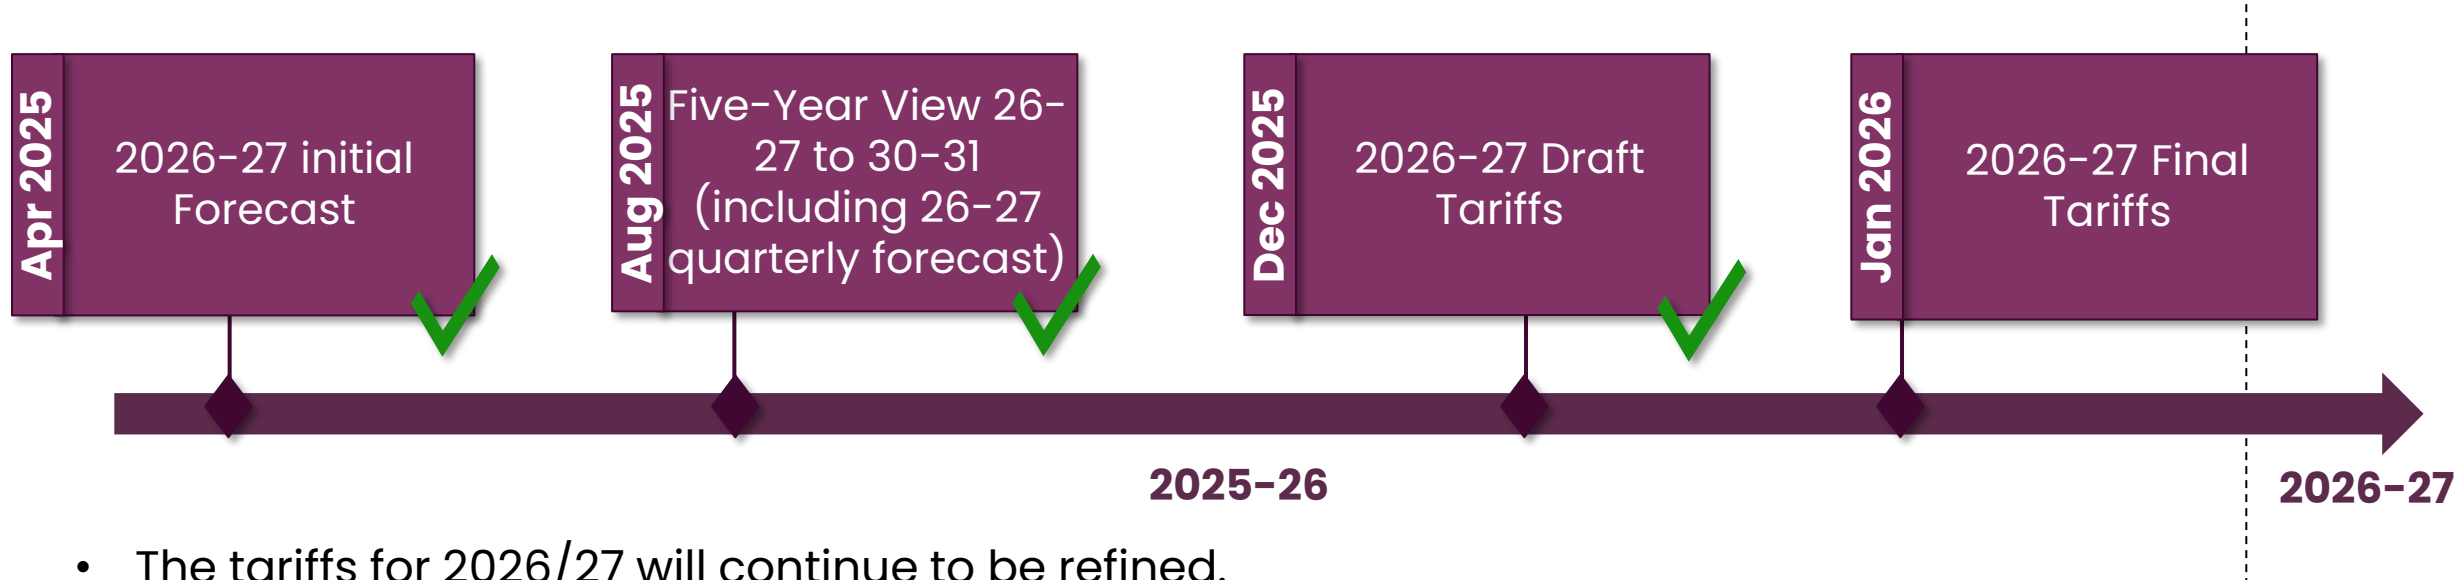 Apr 2025
2026-27 initial
Forecast
Aug 2025
Five-Year View 26-
27 to 30-31
(including 26-27
quarterly forecast)
Dec 2025
2026-27 Draft
Tariffs
Jan 2026
2026-27 Final
Tariffs
2025-26
2026-27
• The tariffs for 2026/27 will continue to be refined.